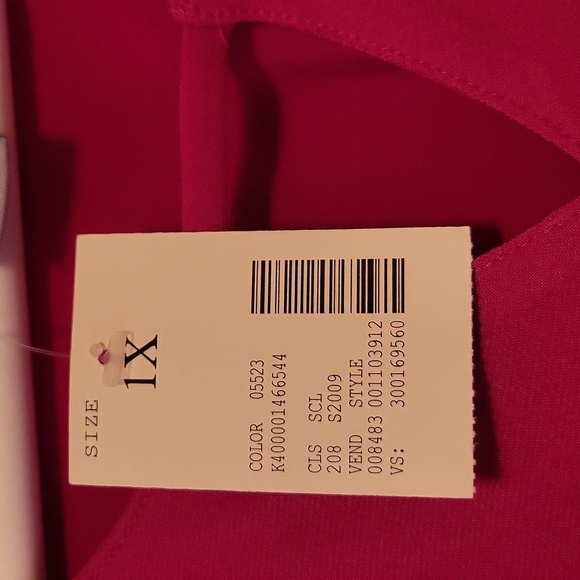 SIZE
1X
COLOR 05523
K400001466544
CLS SCL
208 S2009
VEND STYLE
008483 001103912
VS: 300169560